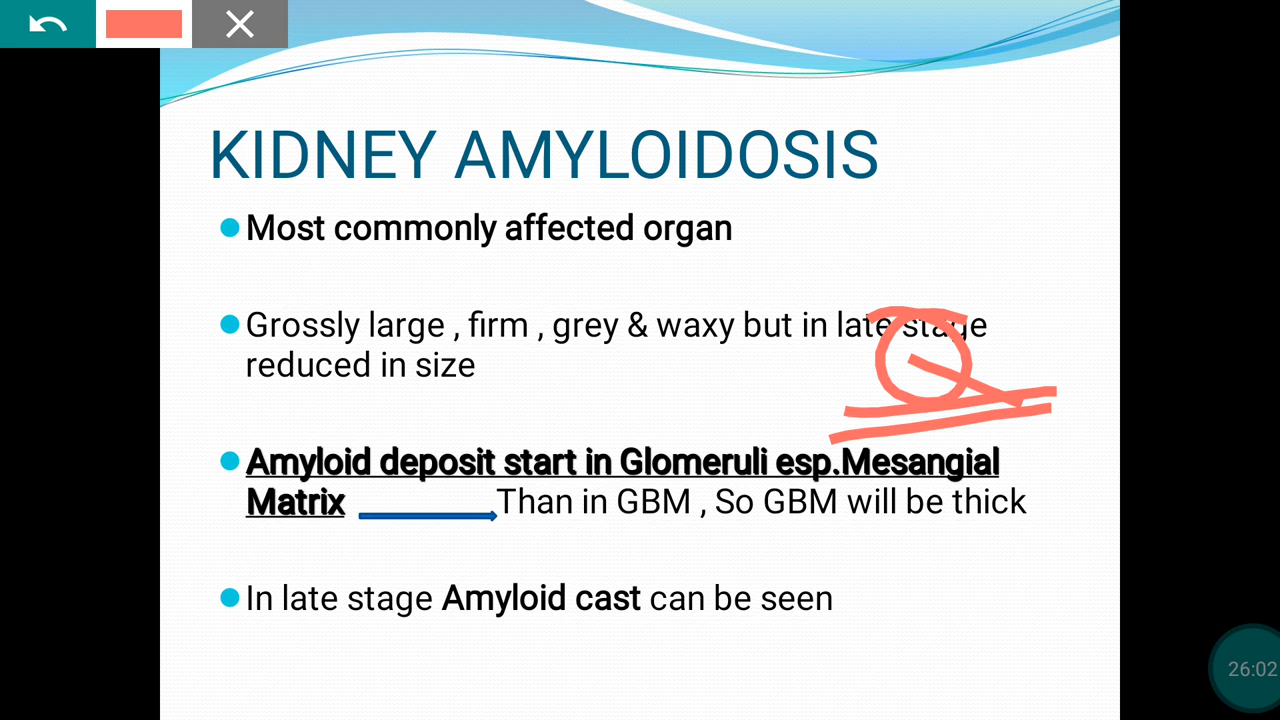 KIDNEY AMYLOIDOSIS
Most commonly affected organ
Grossly large , firm , grey & waxy but in late stage
reduced in size
Amyloid deposit start in Glomeruli esp.Mesangial
Matrix Than in GBM , So GBM will be thick
In late stage Amyloid cast can be seen
26:02